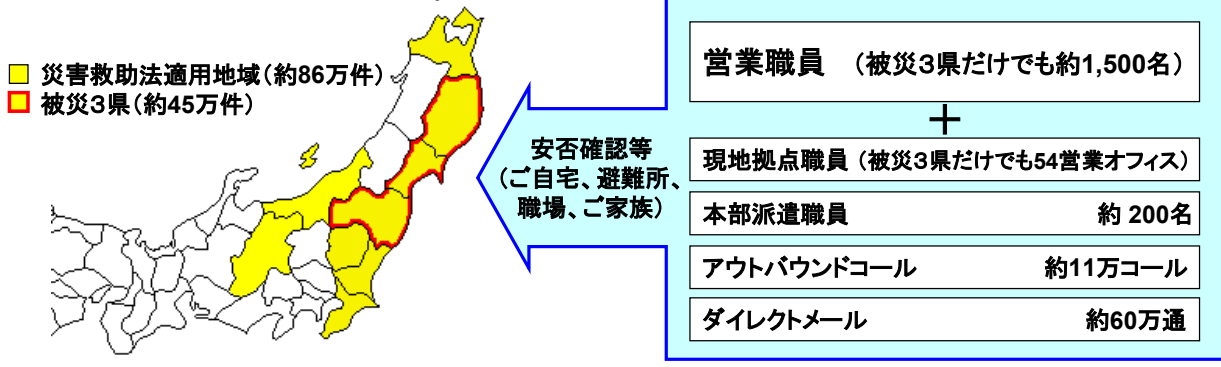 災害救助法適用地域(約86万件)
被災3県(約45万件)
安否確認等
(ご自宅、避難所、
職場、ご家族)
営業職員 (被災3県だけでも約1,500名)
+
現地拠点職員 (被災3県だけでも54営業オフィス)
本部派遣職員 約 200名
アウトバウンドコール 約11万コール
ダイレクトメール 約60万通